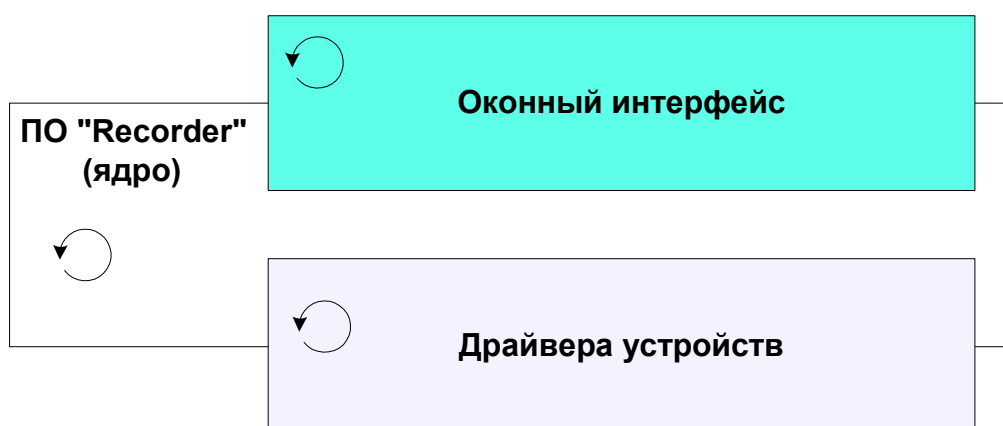 Оконный интерфейс
ПО "Recorder"
(ядро)
Драйвера устройств